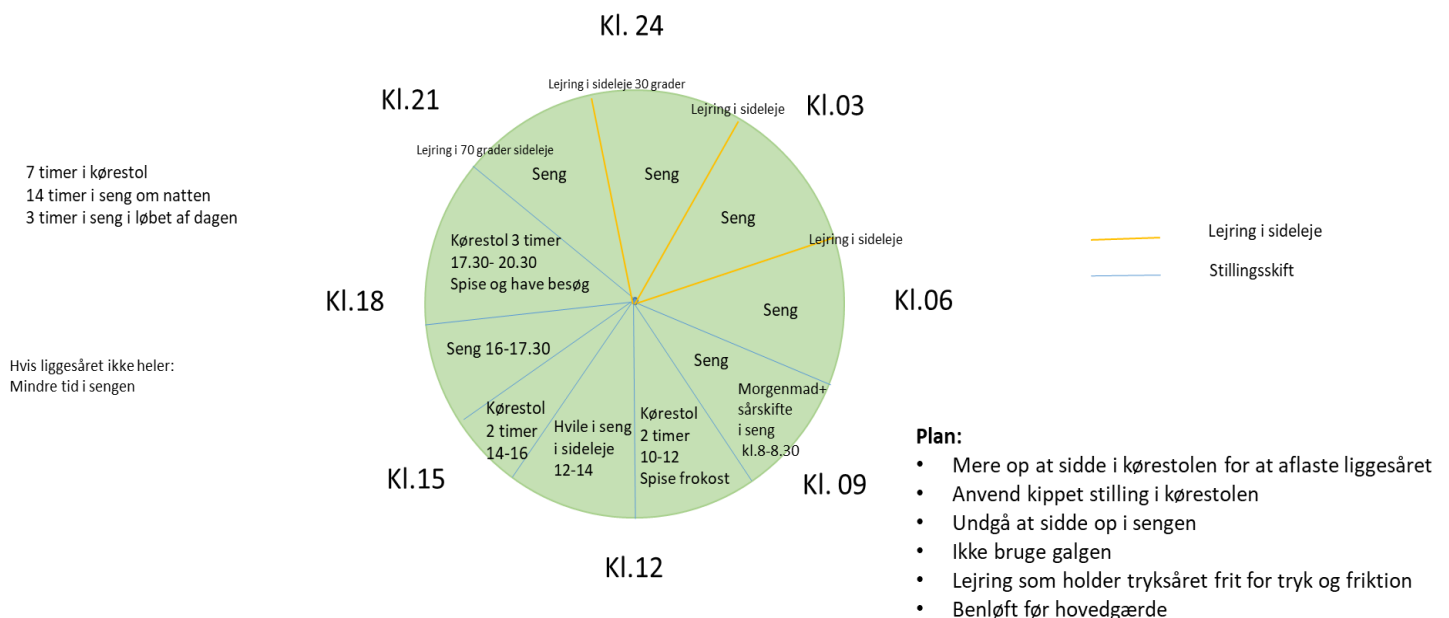 Kl. 24
Lejring i sideleje 30 grader
Kl.21
Lejring i sideleje
Kl.03
Lejring i 70 grader sideleje
7 timer i kørestol
14 timer i seng om natten
3 timer i seng i løbet af dagen
Seng
Seng
Seng
Kørestol 3 timer
17.30- 20.30
Spise og have besøg
Lejring i sideleje
Lejring i sideleje
Stillingsskift
Kl.18
Kl.06
Seng
Seng 16-17.30
Seng
Hvis liggesåret ikke heler:
Mindre tid i sengen
Morgenmad+
sårskifte
i seng
kl.8-8.30
Kørestol
2 timer
14-16
Hvile i seng
i sideleje
12-14
Kørestol
2 timer
10-12
Spise frokost
Kl.15
Kl. 09
Kl.12
Plan:
• Mere op at sidde i kørestolen for at aflaste liggesåret
• Anvend kippet stilling i kørestolen
• Undgå at sidde op i sengen
• Ikke bruge galgen
• Lejring som holder tryksåret frit for tryk og friktion
• Benløft før hovedgærde